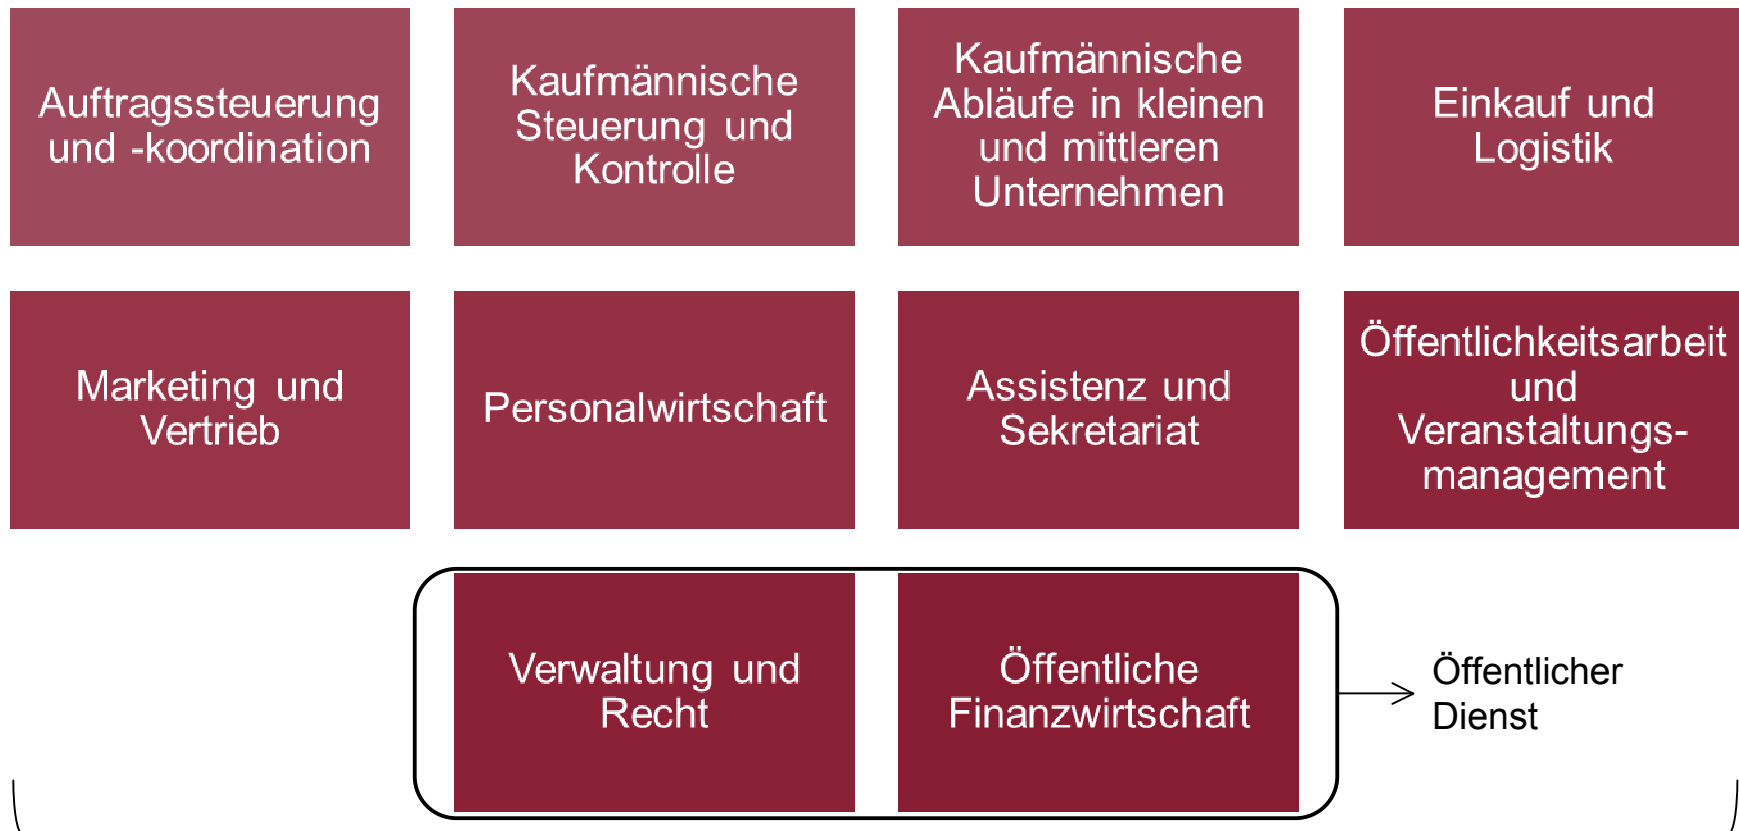 Auftragssteuerung
und -koordination
Kaufmännische
Steuerung und
Kontrolle
Kaufmännische
Abläufe in kleinen
und mittleren
Unternehmen
Einkauf und
Logistik
Marketing und
Vertrieb
Personalwirtschaft
Assistenz und
Sekretariat
Öffentlichkeitsarbeit
und
Veranstaltungs-
management
Verwaltung und
Recht
Öffentliche
Finanzwirtschaft
Öffentlicher
Dienst